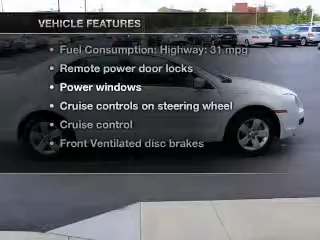 VEHICLE FEATURES
• Fuel Consumption: Highway: 31 mpg
• Remote power door locks
• Power windows
• Cruise controls on steering wheel
• Cruise control
• Front Ventilated disc brakes